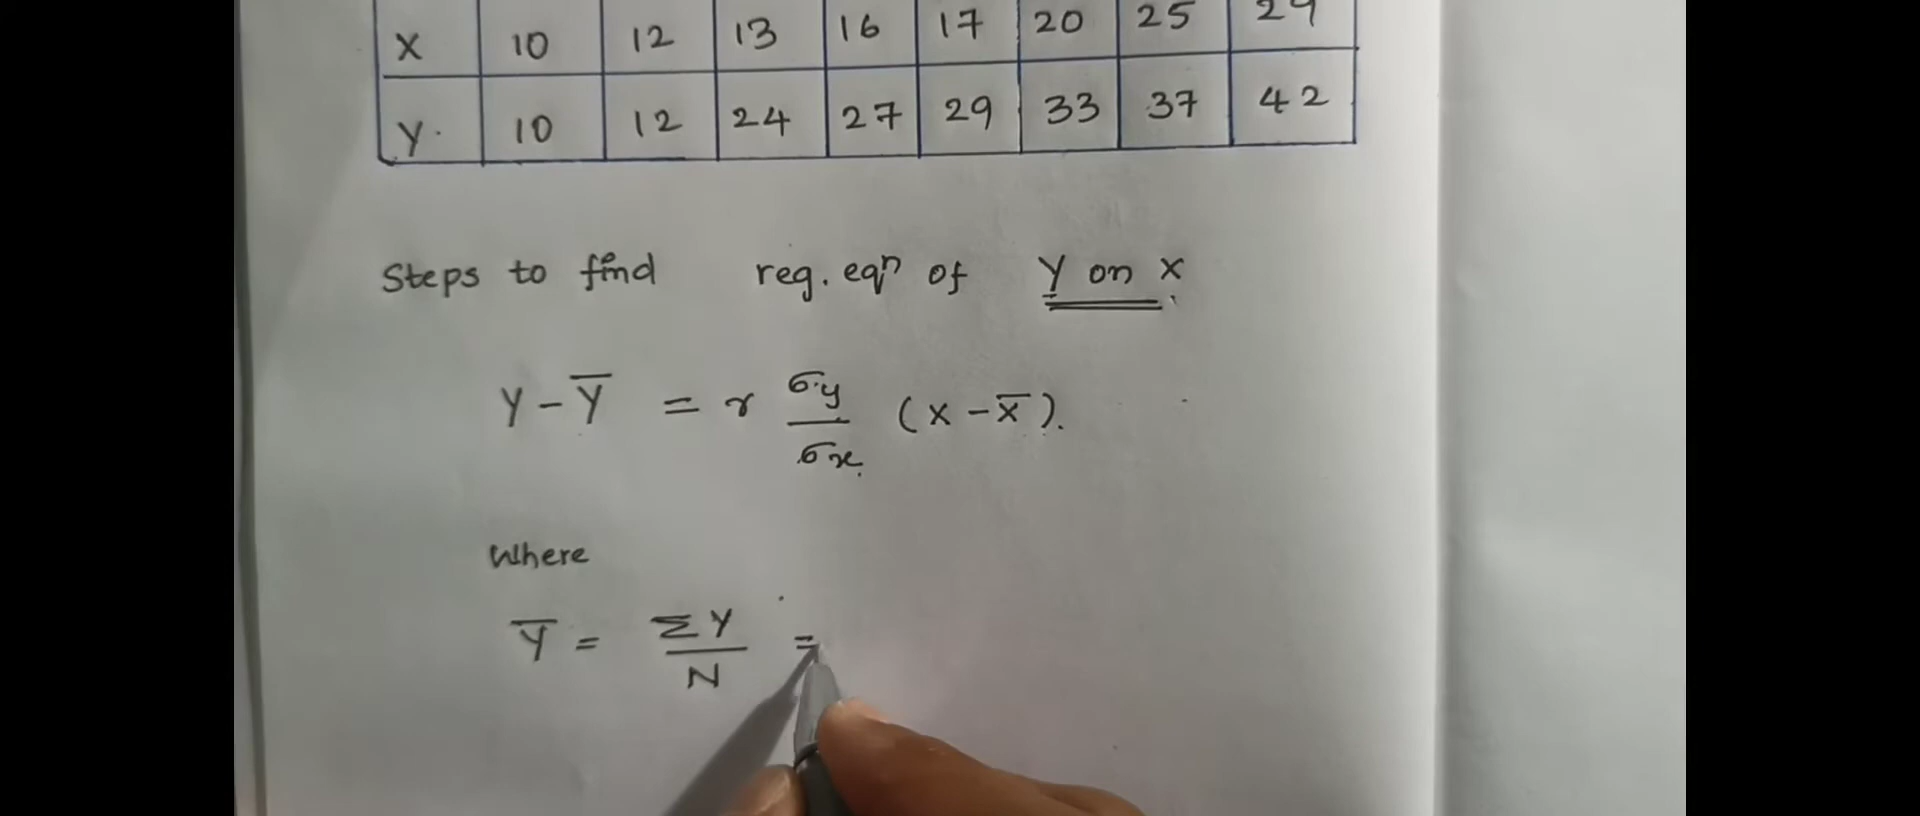 X 10 12 13 16 17 20 25
Y. 10 12 24 27 29 33 37 42
Steps to find reg. eqⁿ of Y on X
Y - Y̅ = r σy/σx (X - X̅).
Where
Y̅ = ΣY/N =